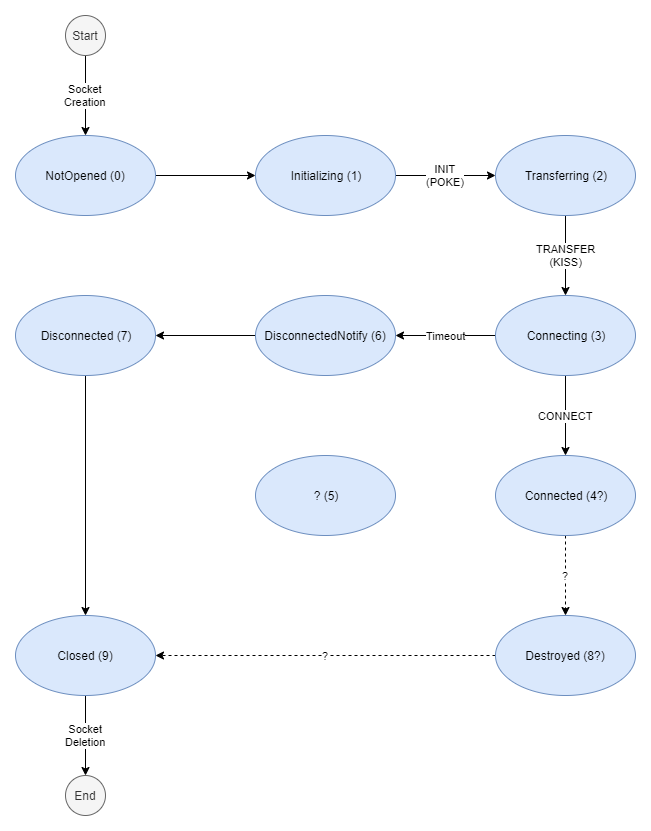 Start
Socket
Creation
NotOpened (0)
Initializing (1)
INIT
(POKE)
Transferring (2)
TRANSFER
(KISS)
Disconnected (7)
DisconnectedNotify (6)
Timeout
Connecting (3)
CONNECT
? (5)
Connected (4?)
?
Closed (9)
?
Destroyed (8?)
Socket
Deletion
End